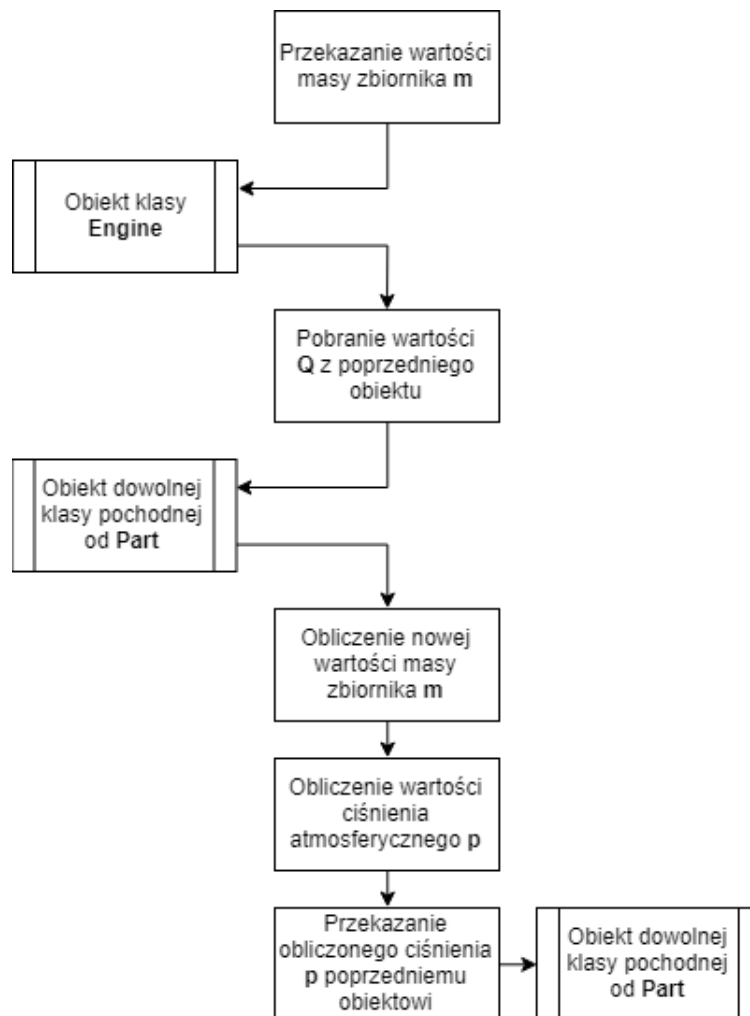 Przekazanie wartości
masy zbiornika m
Obiekt klasy
Engine
Pobranie wartości
Q z poprzedniego
obiektu
Obiekt dowolnej
klasy pochodnej
od Part
Obliczenie nowej
wartości masy
zbiornika m
Obliczenie wartości
ciśnienia
atmosferycznego p
Przekazanie
obliczonego ciśnienia
p poprzedniemu
obiektowi
Obiekt dowolnej
klasy pochodnej
od Part